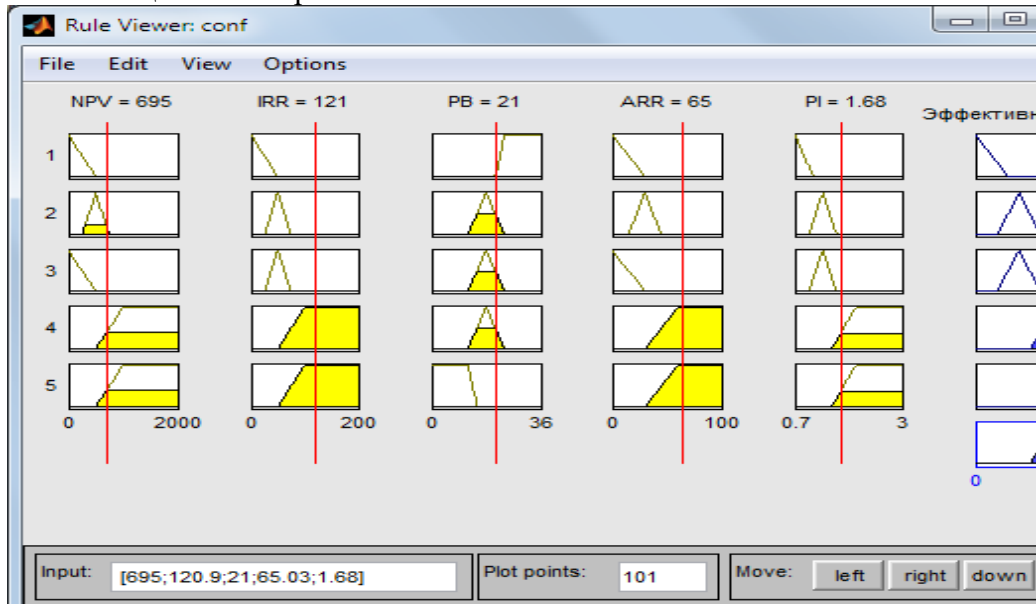 Rule Viewer: conf
File Edit View Options
NPV = 695 IRR = 121 PB = 21 ARR = 65 PI = 1.68
1
2
3
4
5
0 2000 0 200 0 36 0 100 0.7 3
0
Input: [695;120.9;21;65.03;1.68] Plot points: 101 Move: left right down